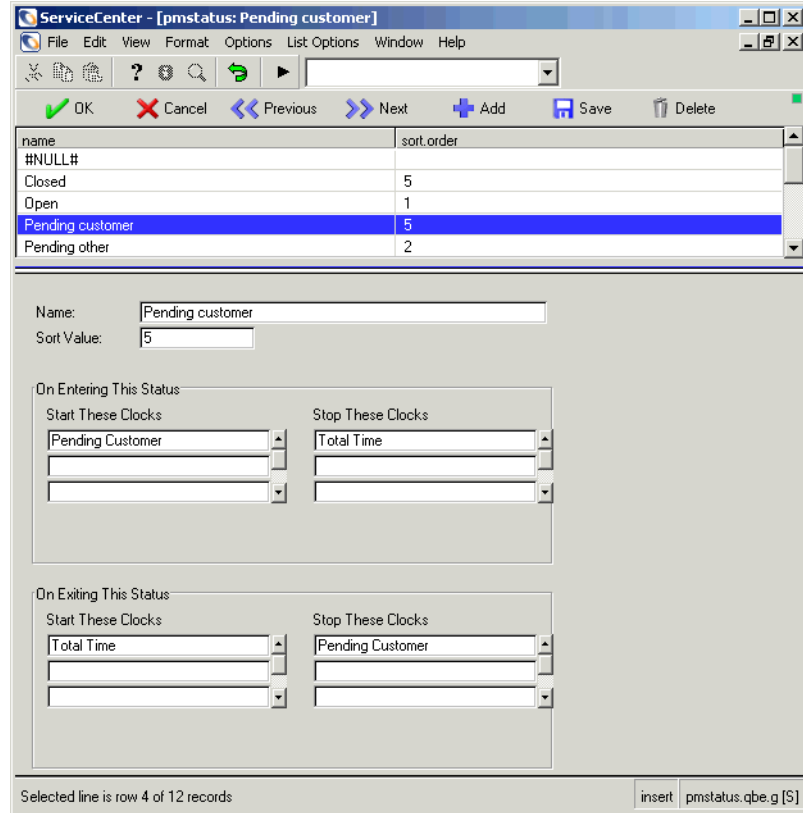 ServiceCenter - [pmstatus: Pending customer]
File Edit View Format Options List Options Window Help
OK Cancel Previous Next Add Save Delete
name sort.order
#NULL#
Closed 5
Open 1
Pending customer 5
Pending other 2
Name: Pending customer
Sort Value: 5
On Entering This Status
Start These Clocks Stop These Clocks
Pending Customer Total Time
On Exiting This Status
Start These Clocks Stop These Clocks
Total Time Pending Customer
Selected line is row 4 of 12 records insert pmstatus.qbe.g [S]